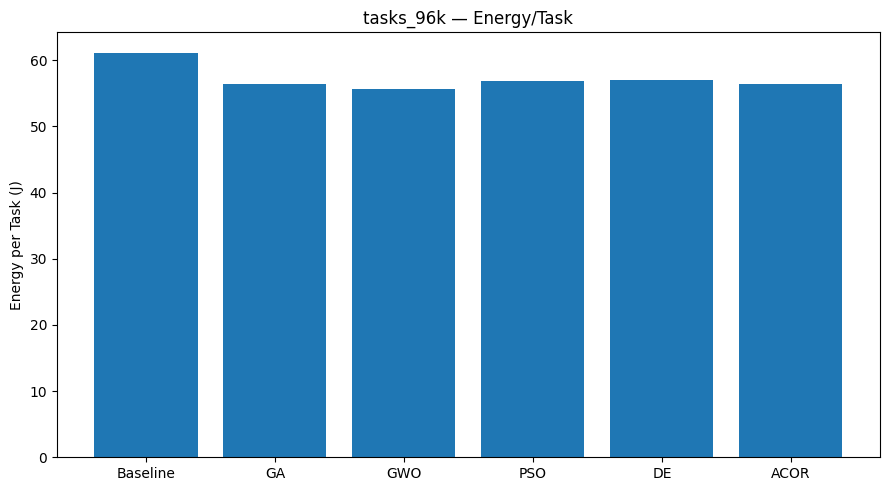 tasks_96k — Energy/Task
Energy per Task (J)
60
50
40
30
20
10
0
Baseline GA GWO PSO DE ACOR